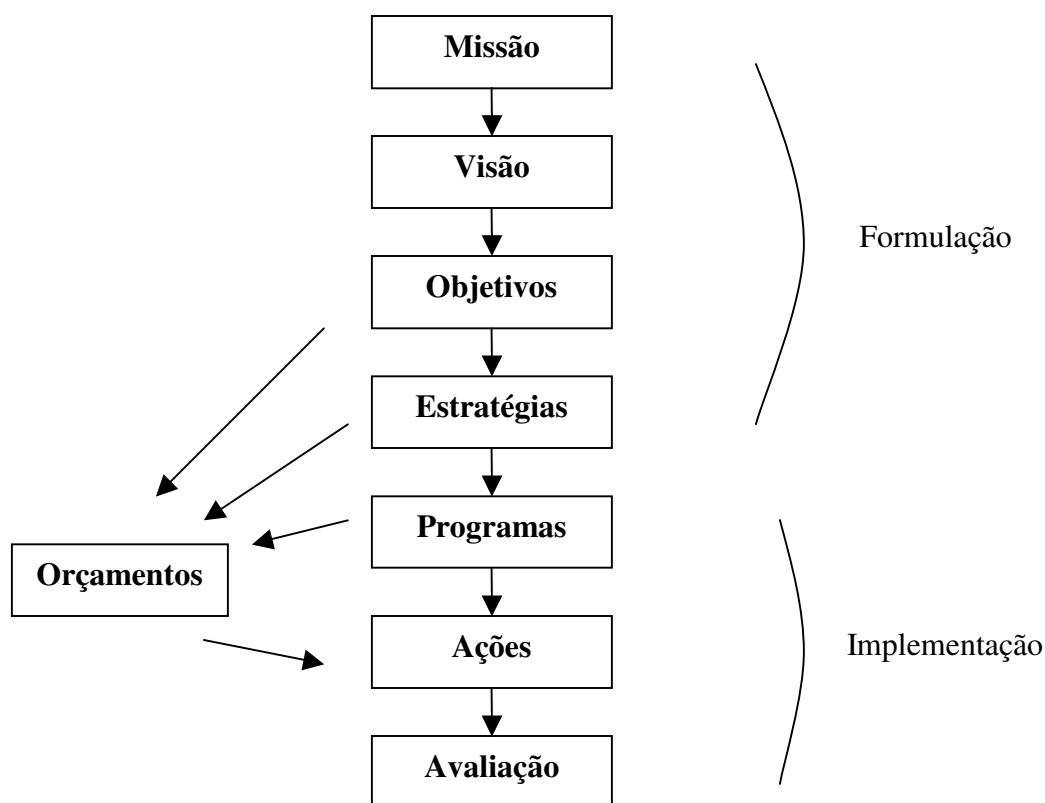 Missão
Visão
Formulação
Objetivos
Estratégias
Programas
Orçamentos
Ações
Implementação
Avaliação